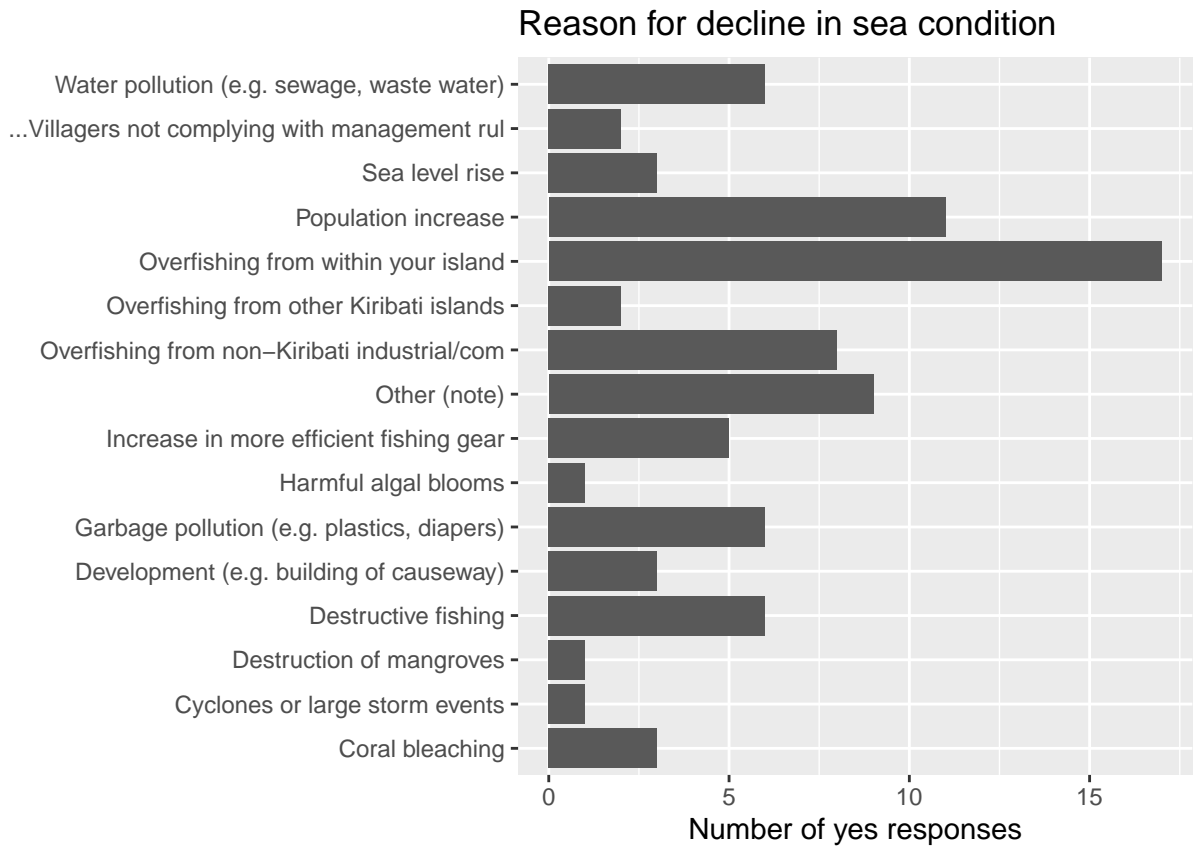 Reason for decline in sea condition
Water pollution (e.g. sewage, waste water)
...Villagers not complying with management rul
Sea level rise
Population increase
Overfishing from within your island
Overfishing from other Kiribati islands
Overfishing from non−Kiribati industrial/com
Other (note)
Increase in more efficient fishing gear
Harmful algal blooms
Garbage pollution (e.g. plastics, diapers)
Development (e.g. building of causeway)
Destructive fishing
Destruction of mangroves
Cyclones or large storm events
Coral bleaching
0 5 10 15
Number of yes responses